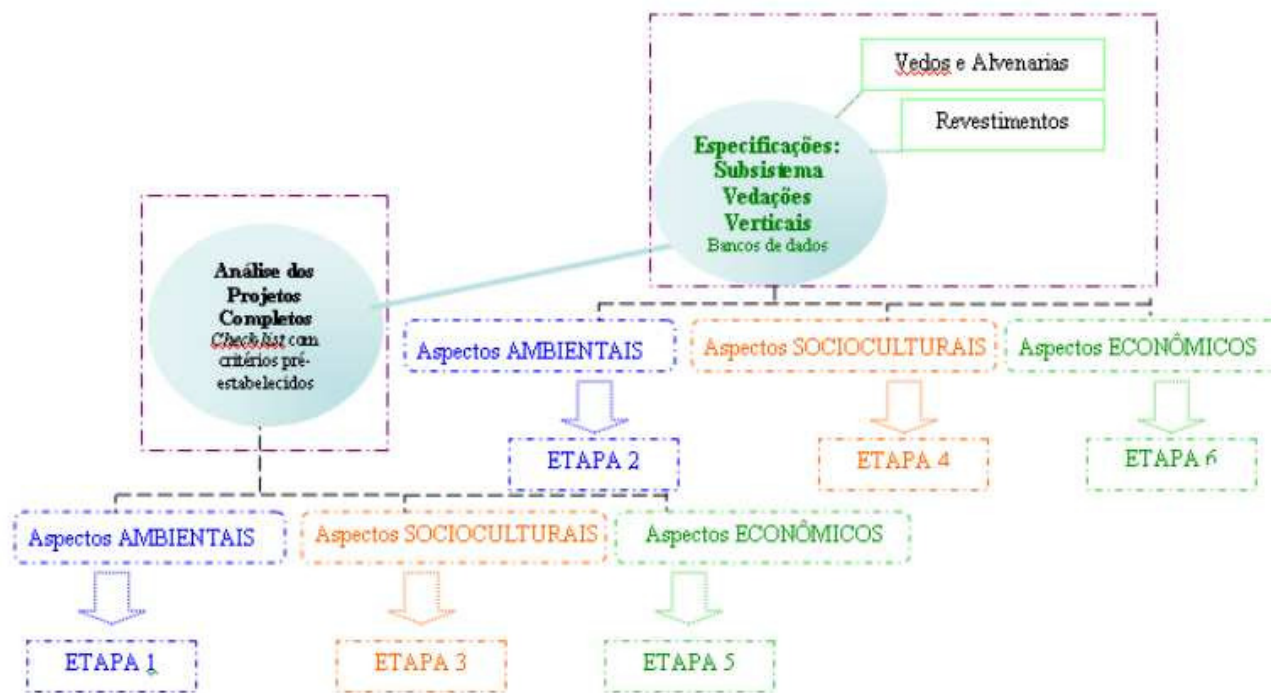 Vedos e Alvenarias
Revestimentos
Especificações:
Subsistema
Vedações
Verticais
Bancos de dados
Análise dos
Projetos
Completos
Checklist com
critérios pré-
estabelecidos
Aspectos AMBIENTAIS
Aspectos SOCIOCULTURAIS
Aspectos ECONÔMICOS
ETAPA 2
ETAPA 4
ETAPA 6
Aspectos AMBIENTAIS
Aspectos SOCIOCULTURAIS
Aspectos ECONÔMICOS
ETAPA 1
ETAPA 3
ETAPA 5